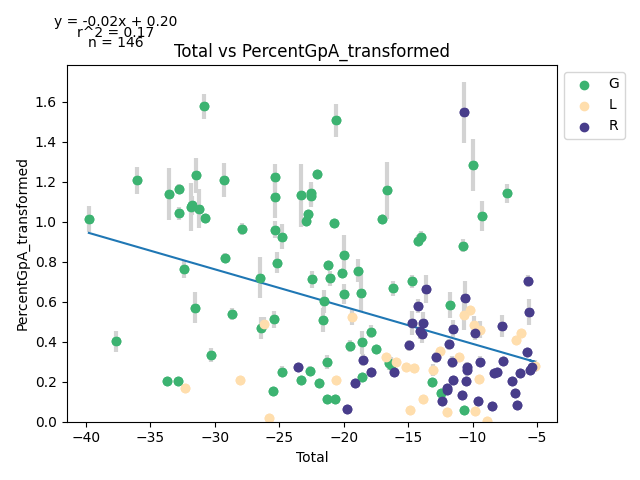 y = -0.02x + 0.20
r^2 = 0.17
n = 146
Total vs PercentGpA_transformed
PercentGpA_transformed
1.6
1.4
1.2
1.0
0.8
0.6
0.4
0.2
0.0
−40
−35
−30
−25
−20
−15
−10
−5
Total
G
L
R